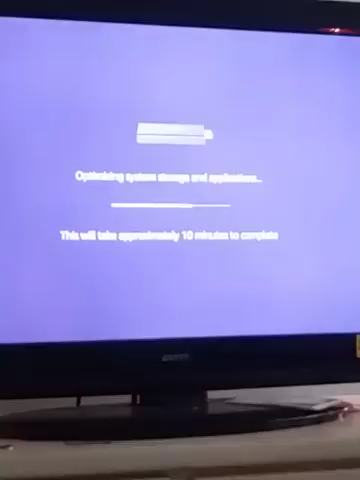 Optimizing system storage and applications...
This will take approximately 10 minutes to complete